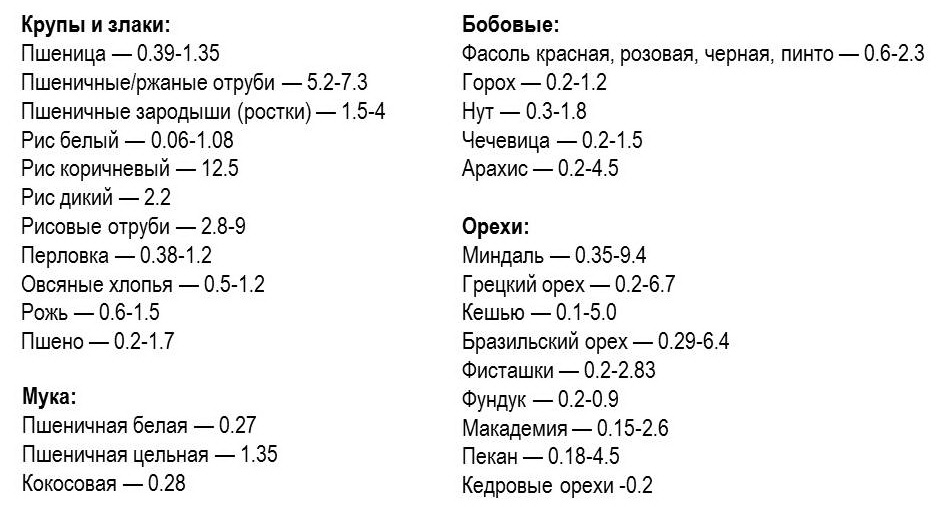 Крупы и злаки:
Пшеница — 0.39-1.35
Пшеничные/ржаные отруби — 5.2-7.3
Пшеничные зародыши (ростки) — 1.5-4
Рис белый — 0.06-1.08
Рис коричневый — 12.5
Рис дикий — 2.2
Рисовые отруби — 2.8-9
Перловка — 0.38-1.2
Овсяные хлопья — 0.5-1.2
Рожь — 0.6-1.5
Пшено — 0.2-1.7
Мука:
Пшеничная белая — 0.27
Пшеничная цельная — 1.35
Кокосовая — 0.28
Бобовые:
Фасоль красная, розовая, черная, пинто — 0.6-2.3
Горох — 0.2-1.2
Нут — 0.3-1.8
Чечевица — 0.2-1.5
Арахис — 0.2-4.5
Орехи:
Миндаль — 0.35-9.4
Грецкий орех — 0.2-6.7
Кешью — 0.1-5.0
Бразильский орех — 0.29-6.4
Фисташки — 0.2-2.83
Фундук — 0.2-0.9
Макадемия — 0.15-2.6
Пекан — 0.18-4.5
Кедровые орехи -0.2